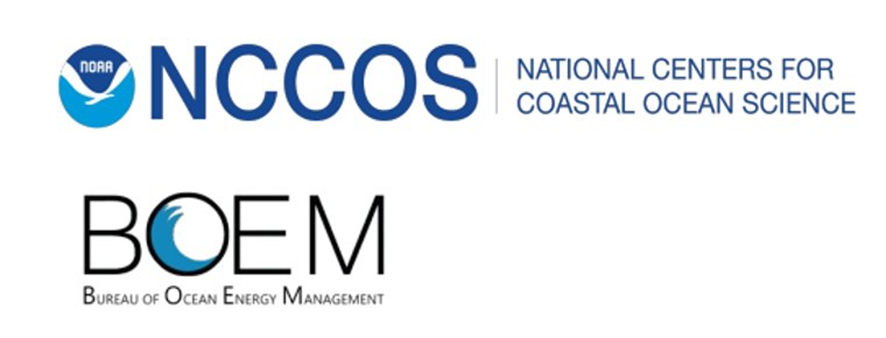 NOAA
NCCOS
NATIONAL CENTERS FOR
COASTAL OCEAN SCIENCE
BOEM
BUREAU OF OCEAN ENERGY MANAGEMENT